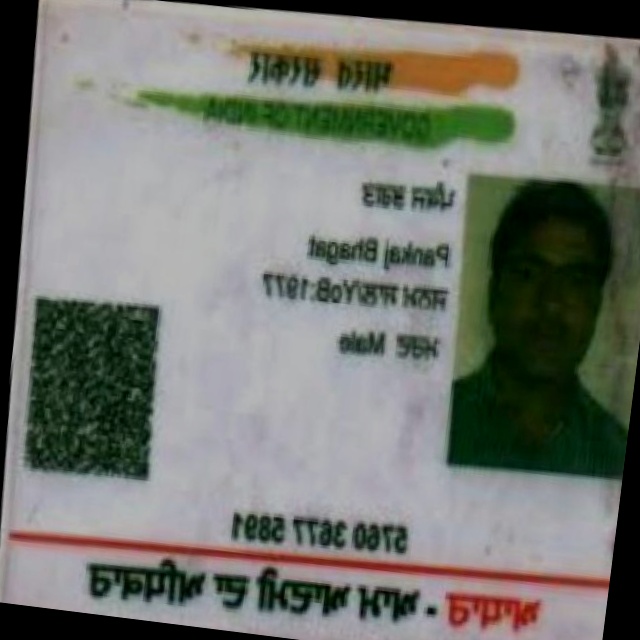 ਭਾਰਤ ਸਰਕਾਰ
GOVERNMENT OF INDIA
ਪੰਕਜ ਭਗਤ
Pankaj Bhagat
ਜਨਮ ਸਾਲ/YoB:1977
ਮਰਦ Male
5760 3677 5891
ਆਧਾਰ - ਆਮ ਆਦਮੀ ਦਾ ਅਧਿਕਾਰ